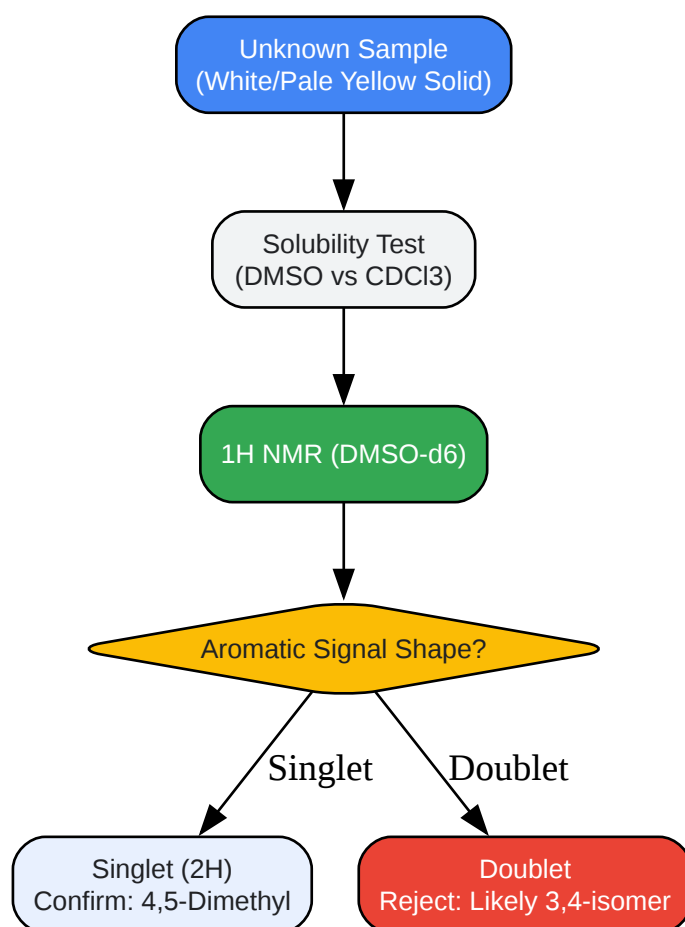 Unknown Sample
(White/Pale Yellow Solid)
Solubility Test
(DMSO vs CDCl3)
1H NMR (DMSO-d6)
Aromatic Signal Shape?
Singlet
Doublet
Singlet (2H)
Confirm: 4,5-Dimethyl
Doublet
Reject: Likely 3,4-isomer